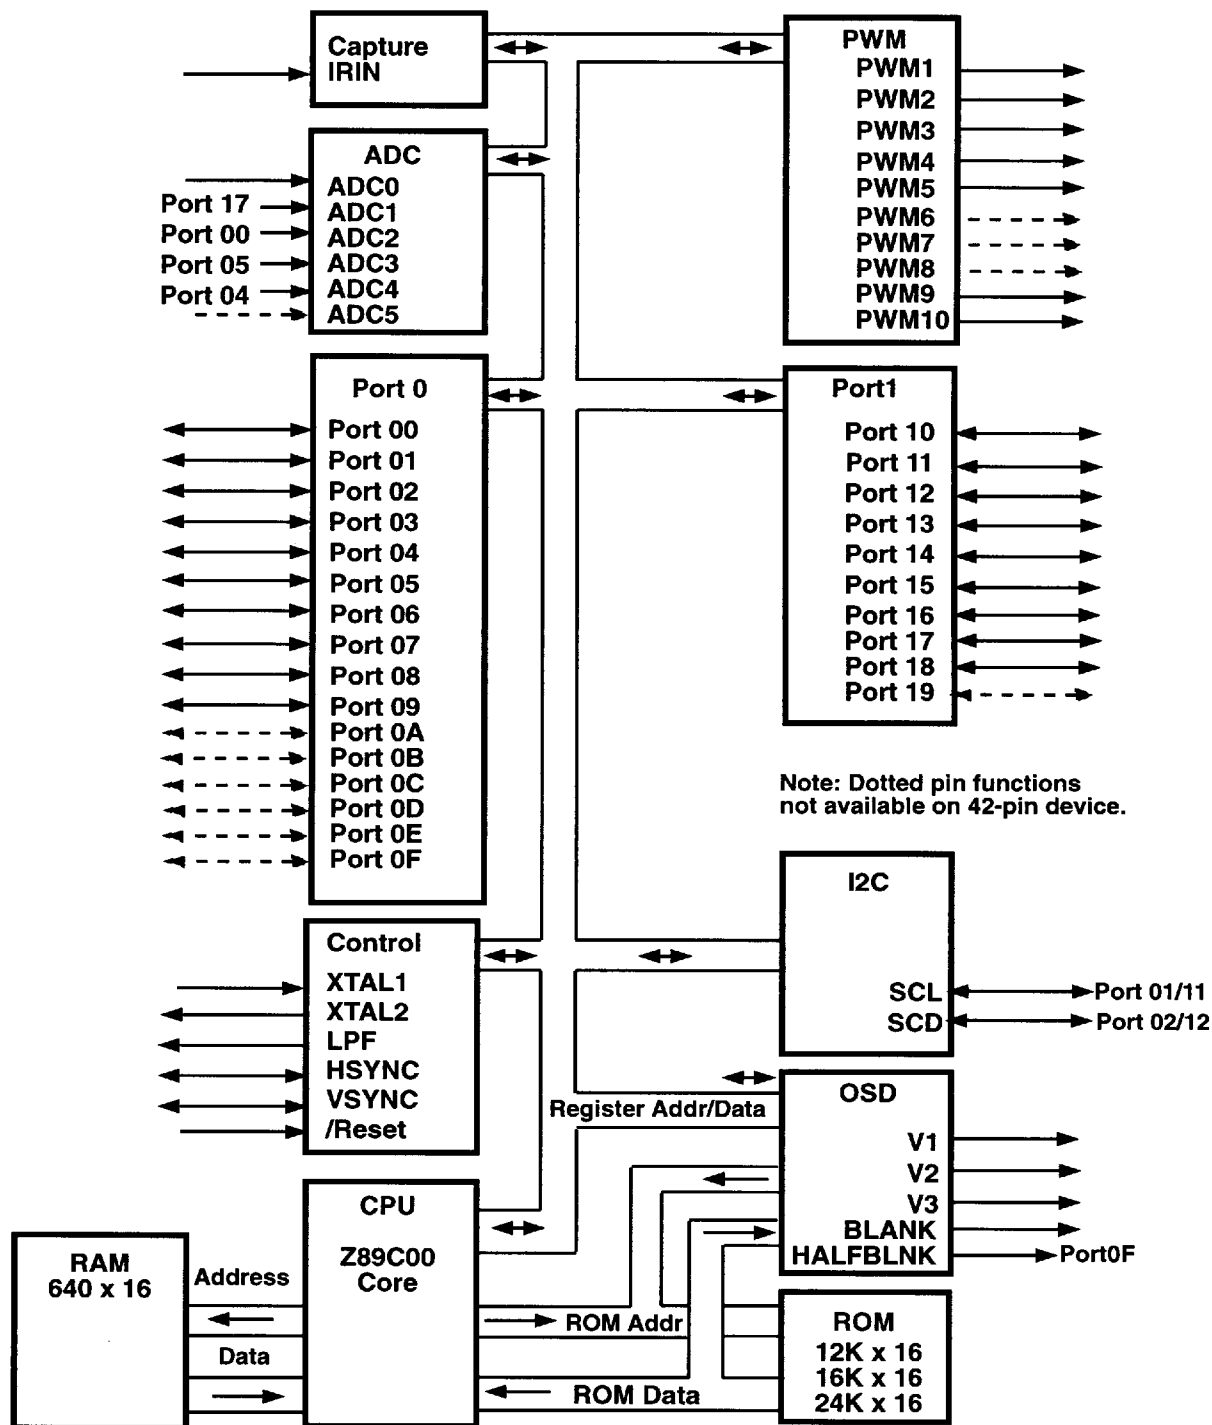 Capture
IRIN
ADC
ADC0
Port 17
ADC1
Port 00
ADC2
Port 05
ADC3
Port 04
ADC4
ADC5
Port 0
Port 00
Port 01
Port 02
Port 03
Port 04
Port 05
Port 06
Port 07
Port 08
Port 09
Port 0A
Port 0B
Port 0C
Port 0D
Port 0E
Port 0F
Control
XTAL1
XTAL2
LPF
HSYNC
VSYNC
/Reset
CPU
Z89C00
Core
RAM
640 x 16
Address
Data
PWM
PWM1
PWM2
PWM3
PWM4
PWM5
PWM6
PWM7
PWM8
PWM9
PWM10
Port1
Port 10
Port 11
Port 12
Port 13
Port 14
Port 15
Port 16
Port 17
Port 18
Port 19
Note: Dotted pin functions
not available on 42-pin device.
I2C
SCL Port 01/11
SCD Port 02/12
Register Addr/Data
OSD
V1
V2
V3
BLANK
HALFBLNK Port0F
ROM Addr
ROM Data
ROM
12K x 16
16K x 16
24K x 16